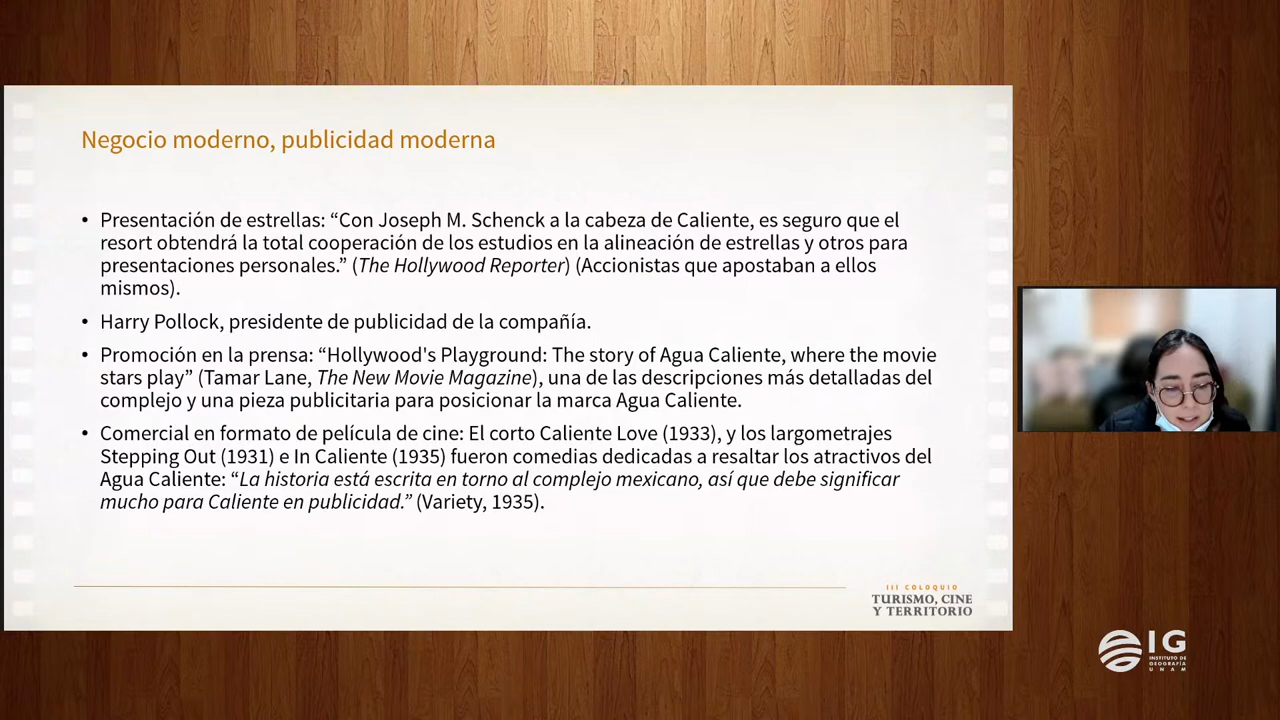 Negocio moderno, publicidad moderna
• Presentación de estrellas: “Con Joseph M. Schenck a la cabeza de Caliente, es seguro que el
resort obtendrá la total cooperación de los estudios en la alineación de estrellas y otros para
presentaciones personales.” (The Hollywood Reporter) (Accionistas que apostaban a ellos
mismos).
• Harry Pollock, presidente de publicidad de la compañía.
• Promoción en la prensa: “Hollywood's Playground: The story of Agua Caliente, where the movie
stars play” (Tamar Lane, The New Movie Magazine), una de las descripciones más detalladas del
complejo y una pieza publicitaria para posicionar la marca Agua Caliente.
• Comercial en formato de película de cine: El corto Caliente Love (1933), y los largometrajes
Stepping Out (1931) e In Caliente (1935) fueron comedias dedicadas a resaltar los atractivos del
Agua Caliente: “La historia está escrita en torno al complejo mexicano, así que debe significar
mucho para Caliente en publicidad.” (Variety, 1935).
III COLOQUIO
TURISMO, CINE
Y TERRITORIO
IG
INSTITUTO DE
GEOGRAFÍA
UNAM